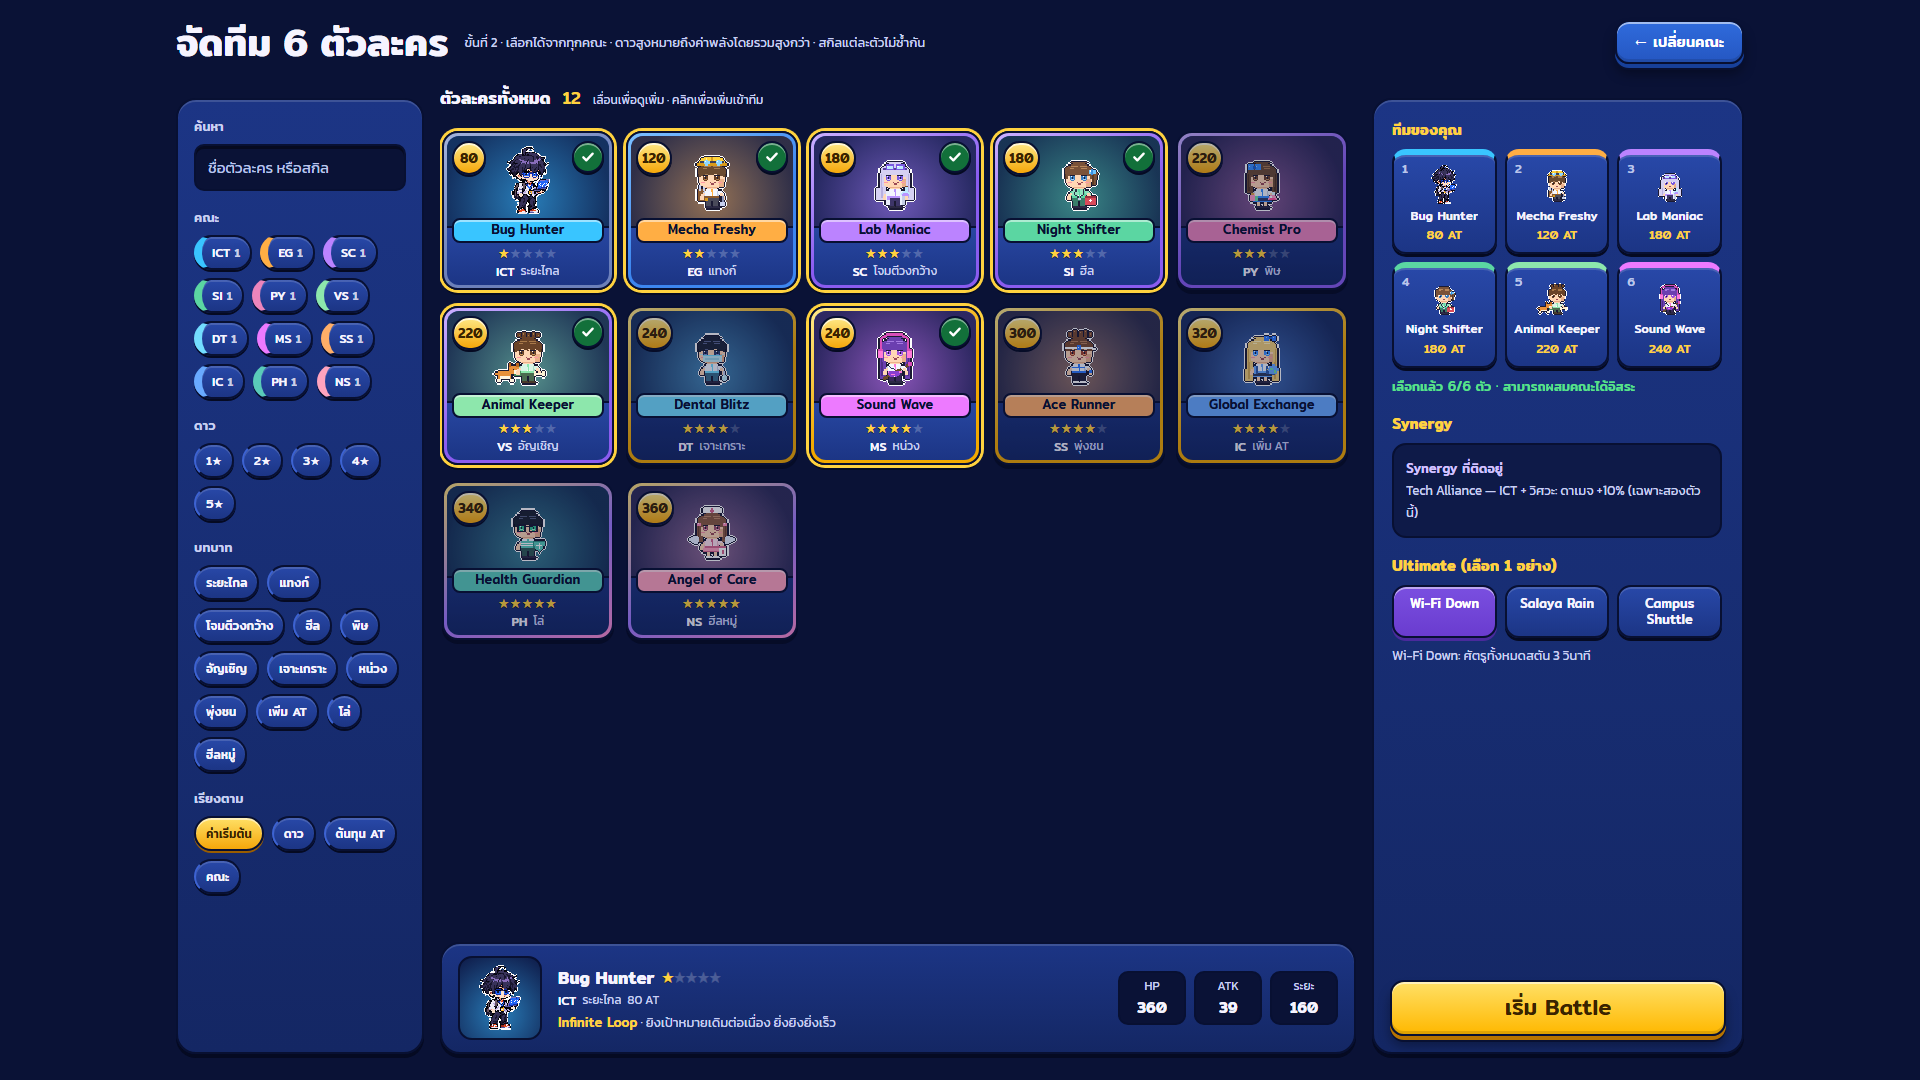 จัดทีม 6 ตัวละคร
ขั้นที่ 2 · เลือกได้จากทุกคณะ · ดาวสูงหมายถึงค่าพลังโดยรวมสูงกว่า · สกิลแต่ละตัวไม่ซ้ำกัน
← เปลี่ยนคณะ
ค้นหา
ชื่อตัวละคร หรือสกิล
คณะ
ICT 1
EG 1
SC 1
SI 1
PY 1
VS 1
DT 1
MS 1
SS 1
IC 1
PH 1
NS 1
ดาว
1★
2★
3★
4★
5★
บทบาท
ระยะไกล
แทงก์
โจมตีวงกว้าง
ฮีล
พิษ
อัญเชิญ
เจาะเกราะ
หน่วง
พุ่งชน
เพิ่ม AT
โล่
ฮีลหมู่
เรียงตาม
ค่าเริ่มต้น
ดาว
ต้นทุน AT
คณะ
ตัวละครทั้งหมด 12 เลื่อนเพื่อดูเพิ่ม · คลิกเพื่อเพิ่มเข้าทีม
80
Bug Hunter
★★★★★
ICT ระยะไกล
120
Mecha Freshy
★★★★★
EG แทงก์
180
Lab Maniac
★★★★★
SC โจมตีวงกว้าง
180
Night Shifter
★★★★★
SI ฮีล
220
Chemist Pro
★★★★★
PY พิษ
220
Animal Keeper
★★★★★
VS อัญเชิญ
240
Dental Blitz
★★★★★
DT เจาะเกราะ
240
Sound Wave
★★★★★
MS หน่วง
300
Ace Runner
★★★★★
SS พุ่งชน
320
Global Exchange
★★★★★
IC เพิ่ม AT
340
Health Guardian
★★★★★
PH โล่
360
Angel of Care
★★★★★
NS ฮีลหมู่
Bug Hunter ★★★★★
ICT ระยะไกล 80 AT
Infinite Loop · ยิงเป้าหมายเดิมต่อเนื่อง ยิ่งยิงยิ่งเร็ว
HP
360
ATK
39
ระยะ
160
ทีมของคุณ
1
Bug Hunter
80 AT
2
Mecha Freshy
120 AT
3
Lab Maniac
180 AT
4
Night Shifter
180 AT
5
Animal Keeper
220 AT
6
Sound Wave
240 AT
เลือกแล้ว 6/6 ตัว · สามารถผสมคณะได้อิสระ
Synergy
Synergy ที่ติดอยู่
Tech Alliance — ICT + วิศวะ: ดาเมจ +10% (เฉพาะสองตัว
นี้)
Ultimate (เลือก 1 อย่าง)
Wi-Fi Down
Salaya Rain
Campus
Shuttle
Wi-Fi Down: ศัตรูทั้งหมดสตัน 3 วินาที
เริ่ม Battle